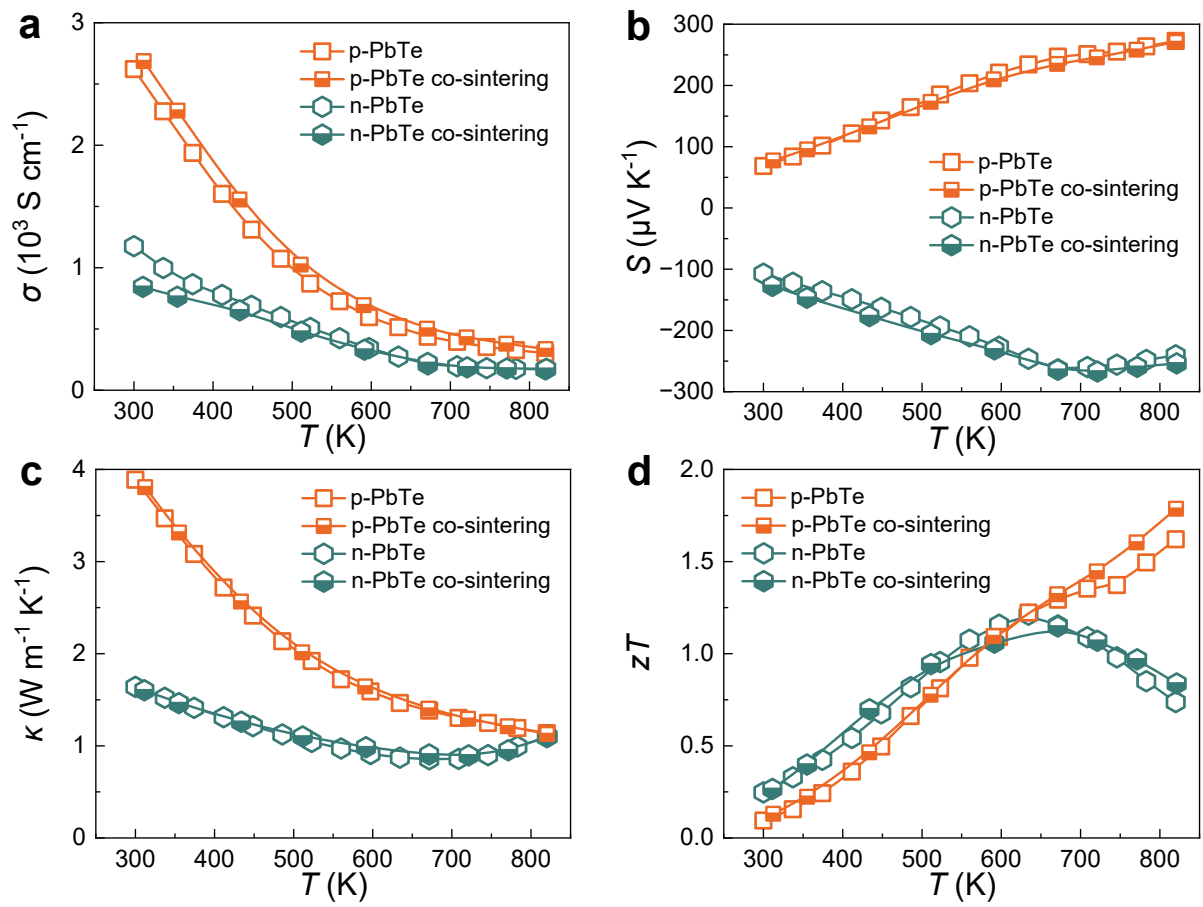 a
3
2
1
0
σ (10³ S cm⁻¹)
p-PbTe
p-PbTe co-sintering
n-PbTe
n-PbTe co-sintering
300 400 500 600 700 800
T (K)
b
300
200
100
0
−100
−200
−300
S (μV K⁻¹)
p-PbTe
p-PbTe co-sintering
n-PbTe
n-PbTe co-sintering
300 400 500 600 700 800
T (K)
c
4
3
2
1
0
κ (W m⁻¹ K⁻¹)
p-PbTe
p-PbTe co-sintering
n-PbTe
n-PbTe co-sintering
300 400 500 600 700 800
T (K)
d
2.0
1.5
1.0
0.5
0.0
zT
p-PbTe
p-PbTe co-sintering
n-PbTe
n-PbTe co-sintering
300 400 500 600 700 800
T (K)